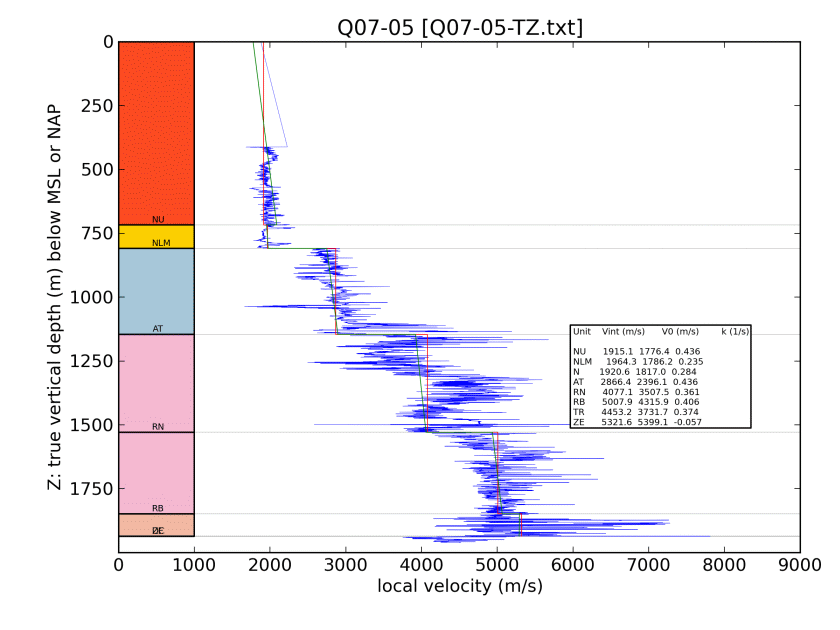 Q07-05 [Q07-05-TZ.txt]
Z: true vertical depth (m) below MSL or NAP
0
250
500
750
1000
1250
1500
1750
NU
NLM
AT
RN
RB
Unit Vint (m/s) V0 (m/s) k (1/s)
NU 1915.1 1776.4 0.436
NLM 1964.3 1786.2 0.235
N 1920.6 1817.0 0.284
AT 2866.4 2396.1 0.436
RN 4077.1 3507.5 0.361
RB 5007.9 4315.9 0.406
TR 4453.2 3731.7 0.374
ZE 5321.6 5399.1 -0.057
0 1000 2000 3000 4000 5000 6000 7000 8000 9000
local velocity (m/s)